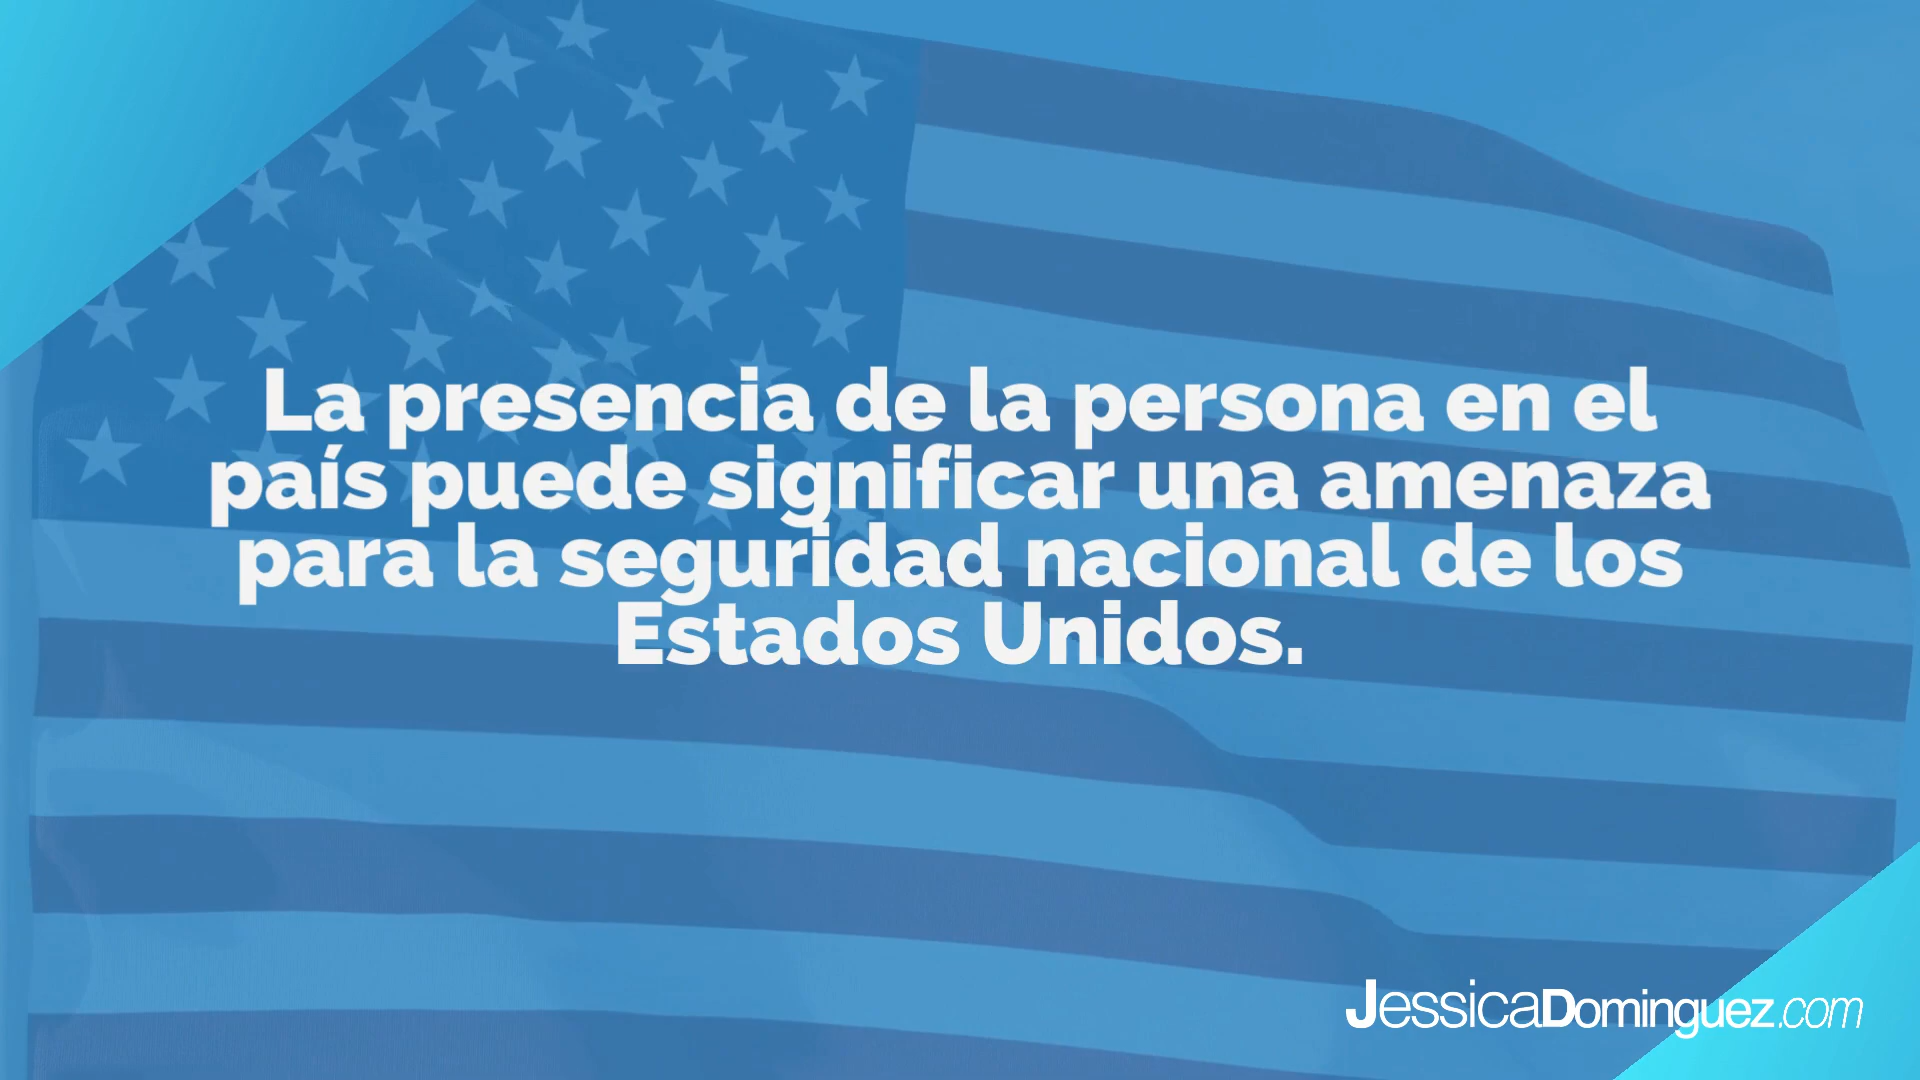 La presencia de la persona en el
país puede significar una amenaza
para la seguridad nacional de los
Estados Unidos.
JessicaDominguez.com